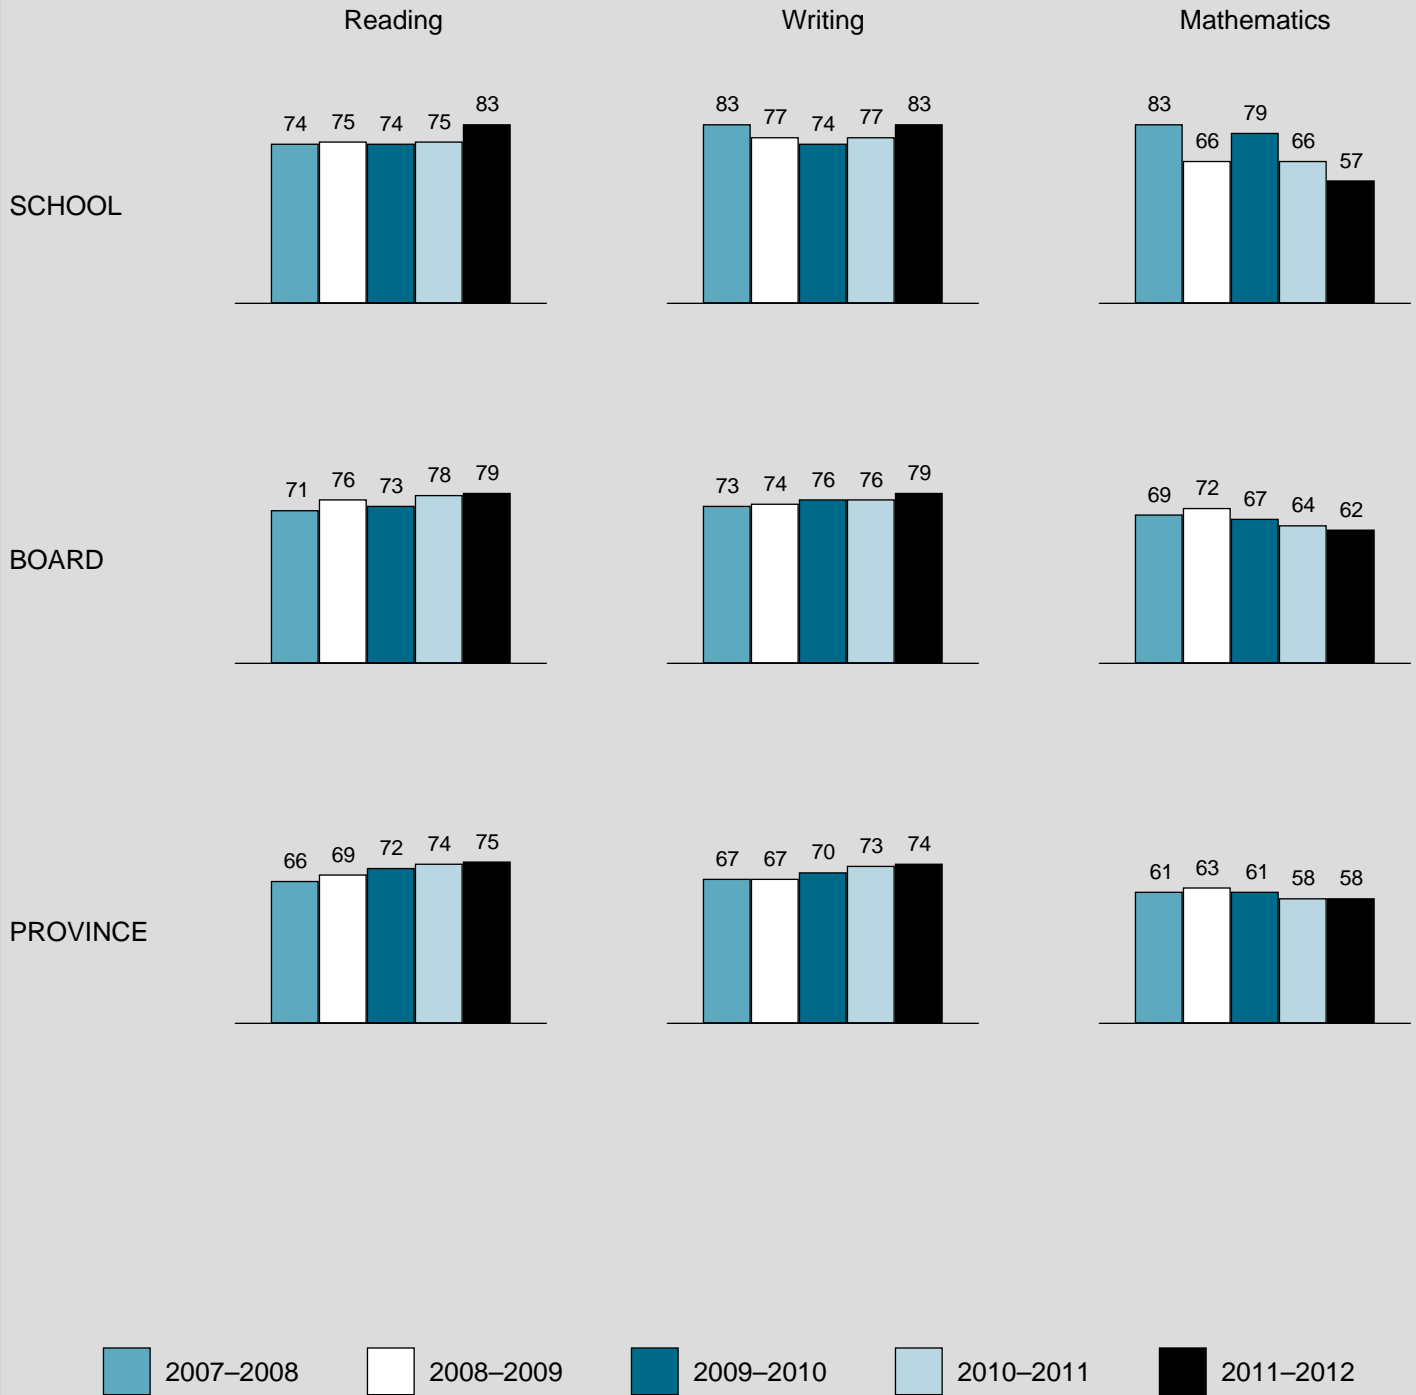 Reading Writing Mathematics
SCHOOL
74 75 74 75 83
83 77 74 77 83
83 66 79 66 57
BOARD
71 76 73 78 79
73 74 76 76 79
69 72 67 64 62
PROVINCE
66 69 72 74 75
67 67 70 73 74
61 63 61 58 58
2007–2008 2008–2009 2009–2010 2010–2011 2011–2012